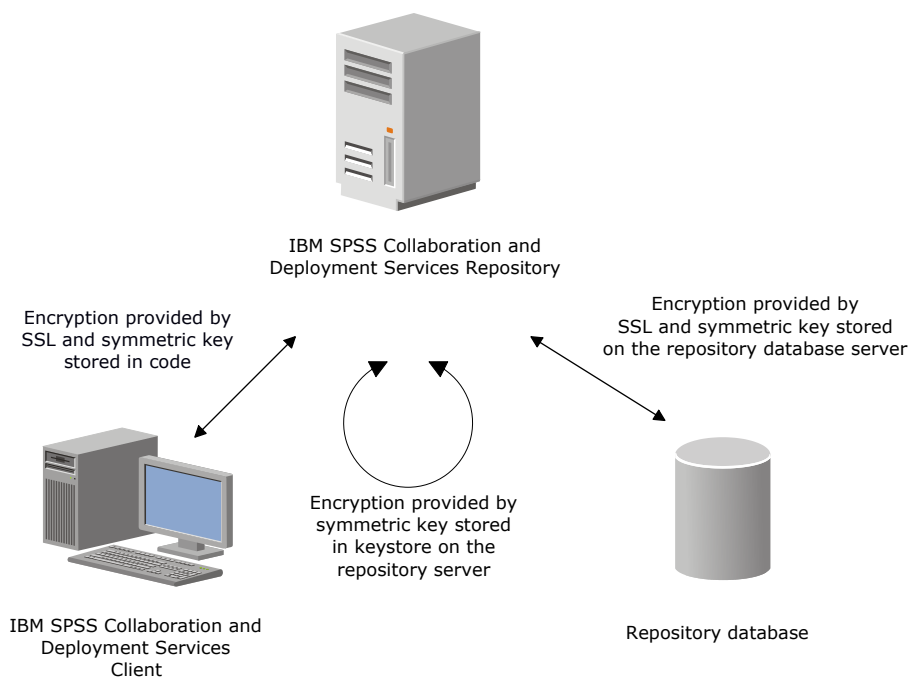 IBM SPSS Collaboration and
Deployment Services Repository
Encryption provided by
SSL and symmetric key
stored in code
Encryption provided by
SSL and symmetric key stored
on the repository database server
Encryption provided by
symmetric key stored
in keystore on the
repository server
IBM SPSS Collaboration and
Deployment Services
Client
Repository database